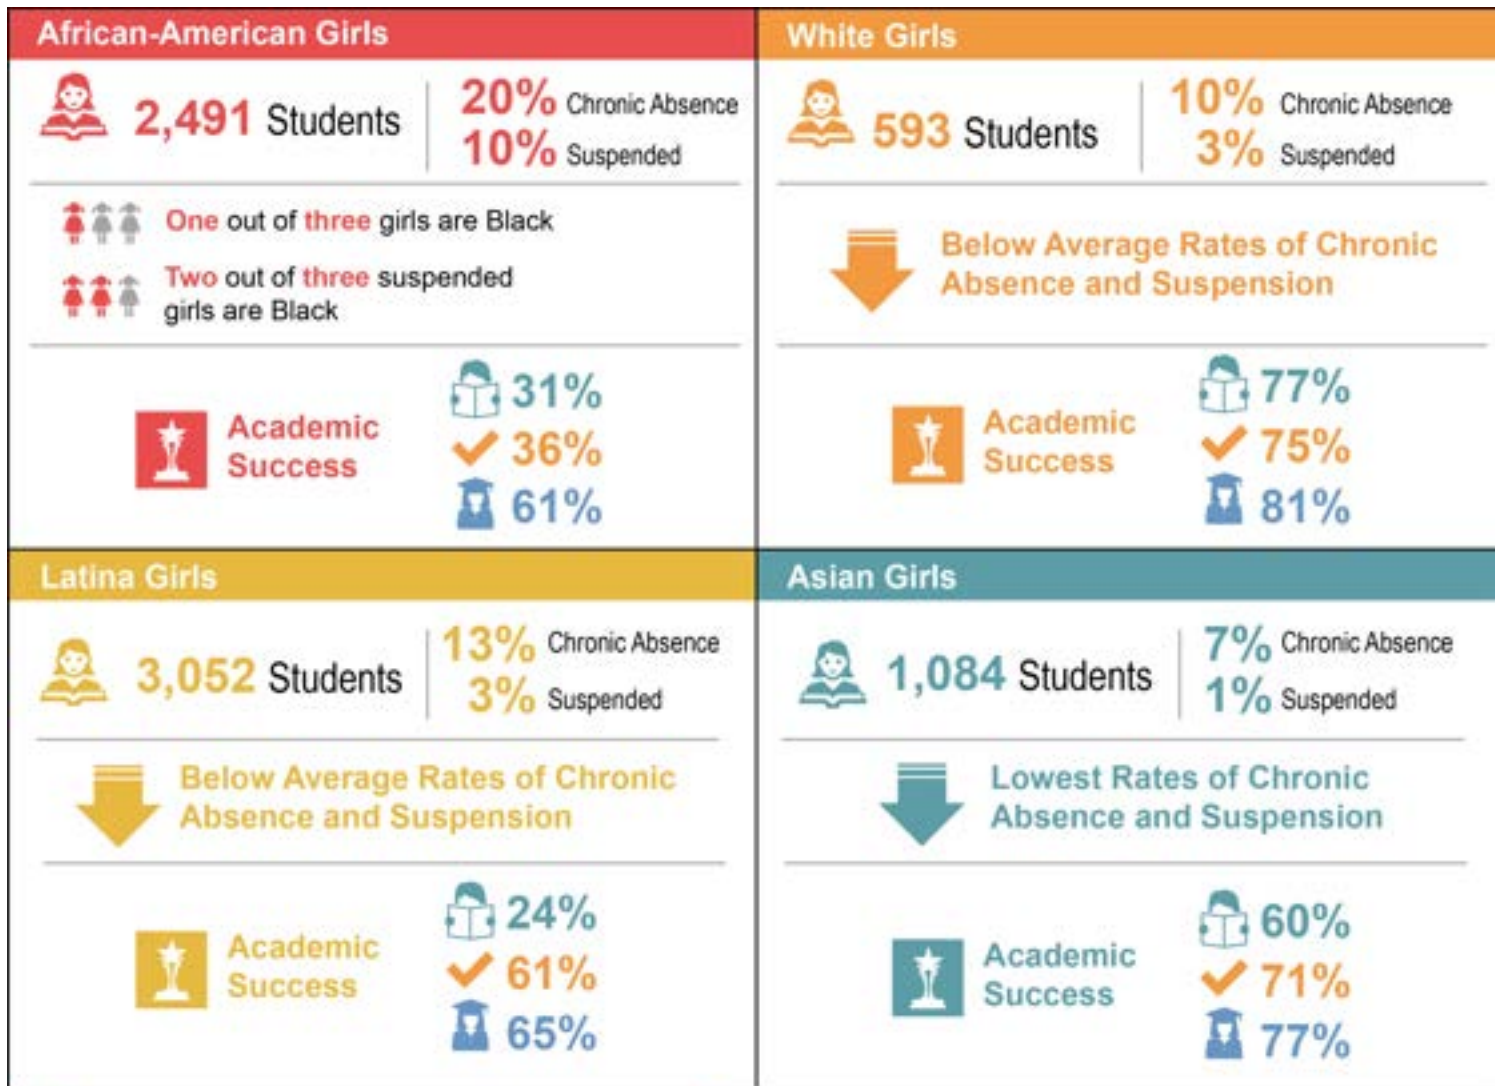 African-American Girls
2,491 Students
20% Chronic Absence
10% Suspended
One out of three girls are Black
Two out of three suspended
girls are Black
Academic
Success
31%
36%
61%
White Girls
593 Students
10% Chronic Absence
3% Suspended
Below Average Rates of Chronic
Absence and Suspension
Academic
Success
77%
75%
81%
Latina Girls
3,052 Students
13% Chronic Absence
3% Suspended
Below Average Rates of Chronic
Absence and Suspension
Academic
Success
24%
61%
65%
Asian Girls
1,084 Students
7% Chronic Absence
1% Suspended
Lowest Rates of Chronic
Absence and Suspension
Academic
Success
60%
71%
77%